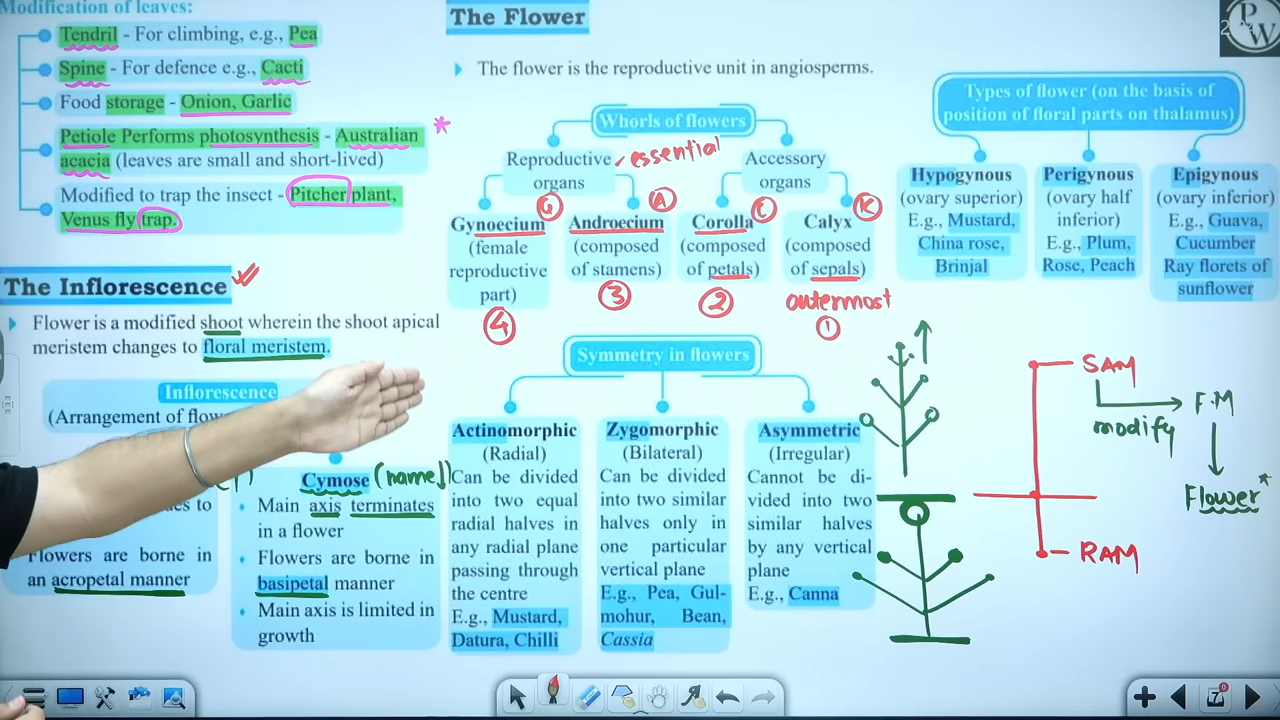 Modification of leaves:
Tendril - For climbing, e.g., Pea
Spine - For defence e.g., Cacti
Food storage - Onion, Garlic
Petiole Performs photosynthesis - Australian *
acacia (leaves are small and short-lived)
Modified to trap the insect - Pitcher plant,
Venus fly trap.
The Inflorescence
Flower is a modified shoot wherein the shoot apical
meristem changes to floral meristem.
Inflorescence
(Arrangement of
Cymose (name↓)
Main axis terminates
in a flower
Flowers are borne in
basipetal manner
Main axis is limited in
growth
to
Flowers are borne in
an acropetal manner
The Flower
The flower is the reproductive unit in angiosperms.
Whorls of flowers
Reproductive
organs
essential
Accessory
organs
G
Gynoecium
(female
reproductive
part)
4
A
Androecium
(composed
of stamens)
3
C
Corolla
(composed
of petals)
2
K
Calyx
(composed
of sepals)
outermost
1
Symmetry in flowers
Actinomorphic
(Radial)
Can be divided
into two equal
radial halves in
any radial plane
passing through
the centre
E.g., Mustard,
Datura, Chilli
Zygomorphic
(Bilateral)
Can be divided
into two similar
halves only in
one particular
vertical plane
E.g., Pea, Gul-
mohur, Bean,
Cassia
Asymmetric
(Irregular)
Cannot be di-
vided into two
similar halves
by any vertical
plane
E.g., Canna
PW
Types of flower (on the basis of
position of floral parts on thalamus)
Hypogynous
(ovary superior)
E.g., Mustard,
China rose,
Brinjal
Perigynous
(ovary half
inferior)
E.g., Plum,
Rose, Peach
Epigynous
(ovary inferior)
E.g., Guava,
Cucumber
Ray florets of
sunflower
SAM
modify
F.M
Flower*
RAM
7